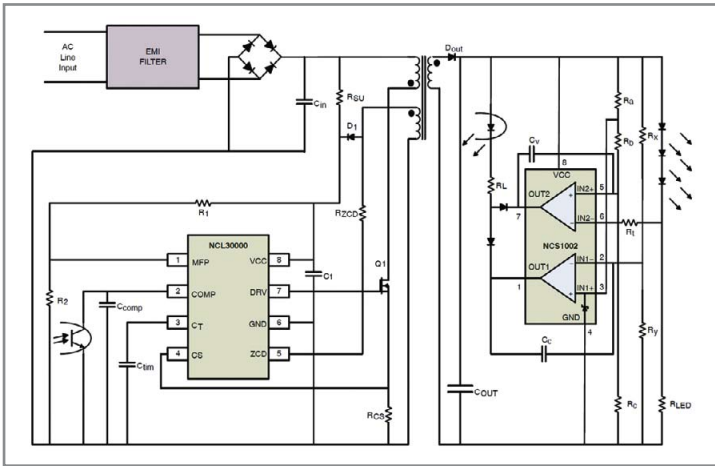 AC
Line
Input
EMI
FILTER
Cin
RSU
D1
R1
RZCD
NCL30000
1 MFP VCC 8
2 COMP DRV 7
3 CT GND 6
4 CS ZCD 5
R2
Ccomp
Ctim
C1
Q1
RCS
Dout
COUT
RL
CV
8
VCC
OUT2
7
IN2+ 5
IN2- 6
NCS1002
OUT1
1
IN1- 2
IN1+ 3
GND
4
Cc
Ra
Rb
Rx
R1
Ry
Rc
RLED